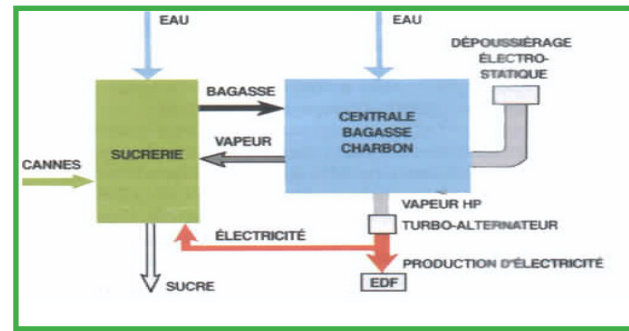 EAU
EAU
DÉPOUSSIÉRAGE
ÉLECTRO-
STATIQUE
BAGASSE
CENTRALE
BAGASSE
CHARBON
VAPEUR
SUCRERIE
CANNES
VAPEUR HP
TURBO-ALTERNATEUR
ÉLECTRICITÉ
PRODUCTION D'ÉLECTRICITÉ
EDF
SUCRE